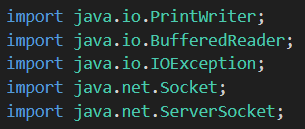 import java.io.PrintWriter;
import java.io.BufferedReader;
import java.io.IOException;
import java.net.Socket;
import java.net.ServerSocket;